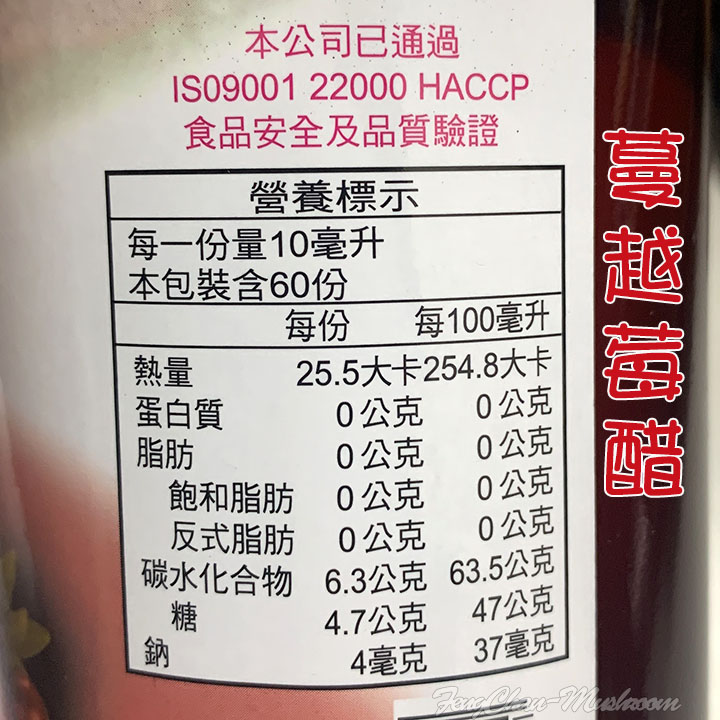 本公司已通過
ISO9001 22000 HACCP
食品安全及品質驗證
營養標示
每一份量10毫升
本包裝含60份
每份 每100毫升
熱量 25.5大卡 254.8大卡
蛋白質 0公克 0公克
脂肪 0公克 0公克
飽和脂肪 0公克 0公克
反式脂肪 0公克 0公克
碳水化合物 6.3公克 63.5公克
糖 4.7公克 47公克
鈉 4毫克 37毫克
蔓越莓醋
FengChan-Mushroom